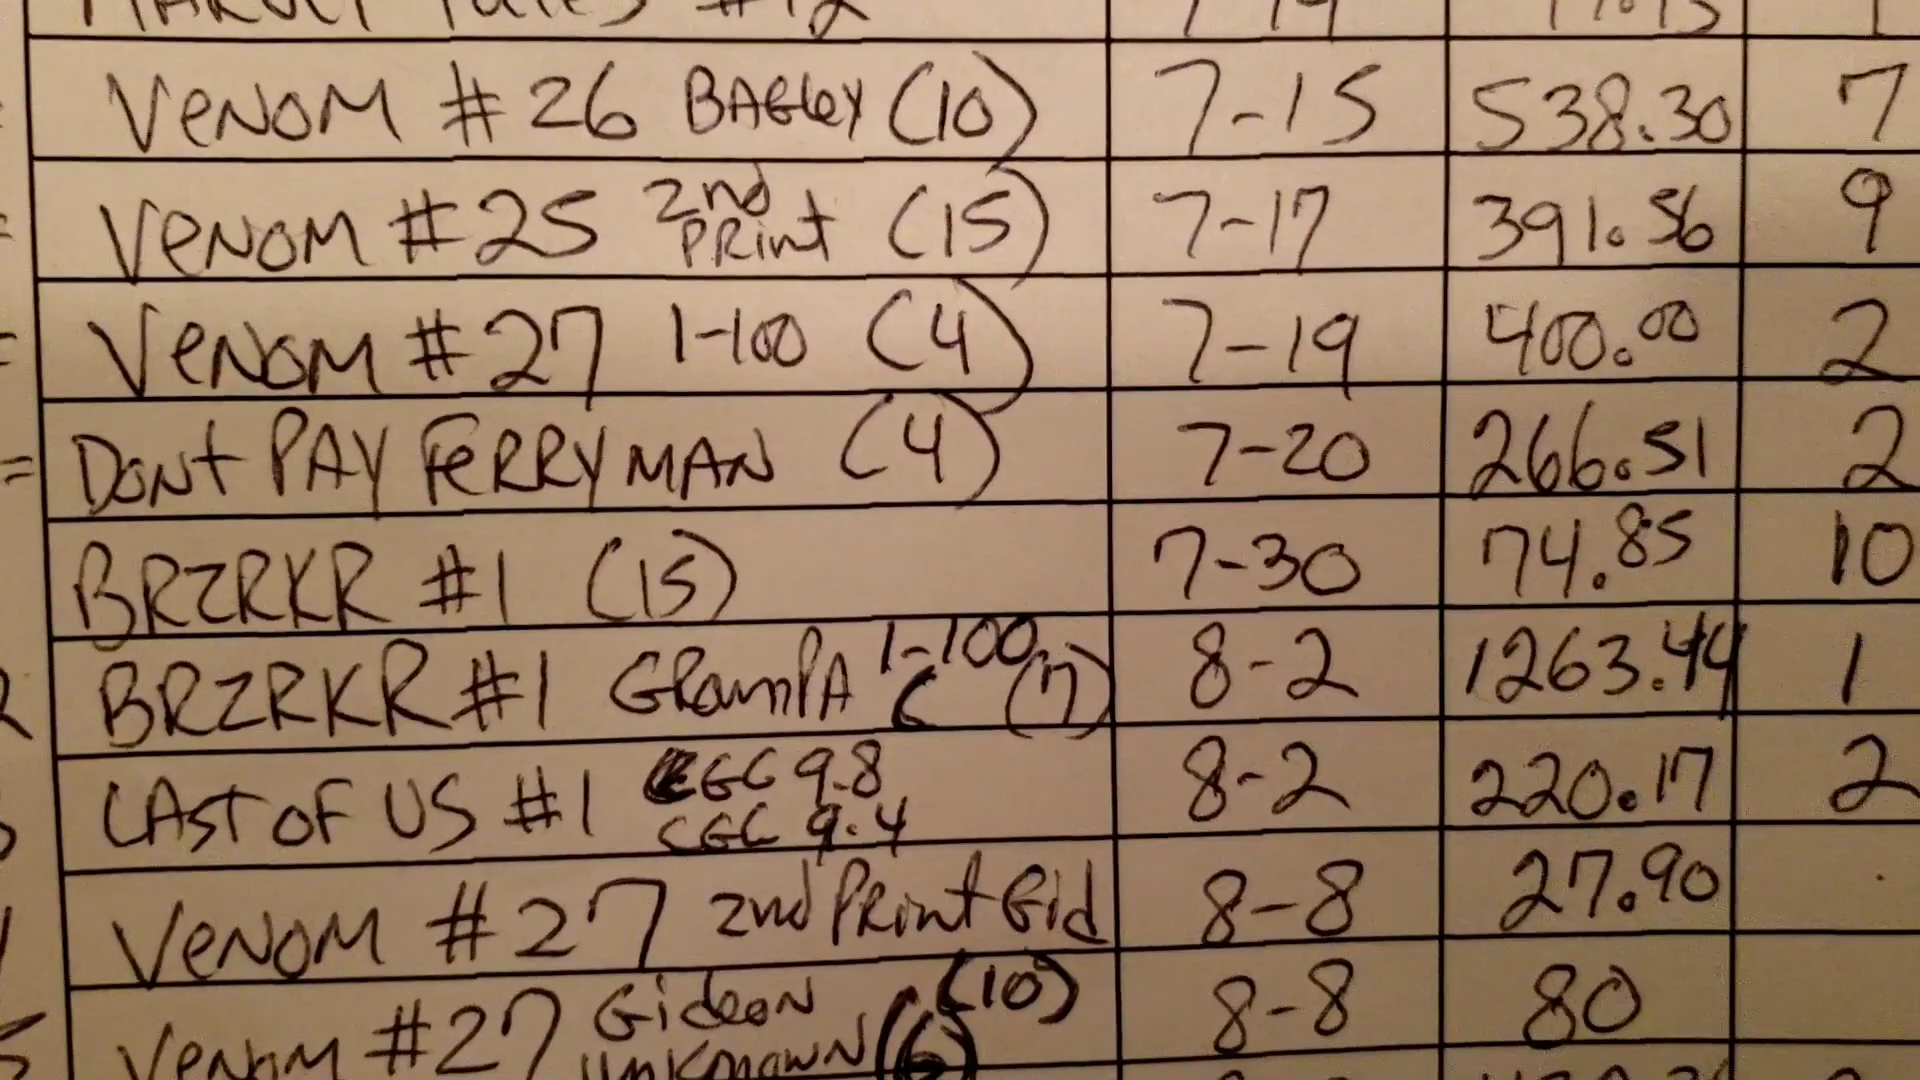 VENOM #26 BAGLEY (10) 7-15 538.30 7
VENOM #25 2nd PRINT (15) 7-17 391.56 9
VENOM #27 1-100 (4) 7-19 400.00 2
= DONT PAY FERRYMAN (4) 7-20 266.51 2
BRZRKR #1 (15) 7-30 74.85 10
BRZRKR #1 GRAMPA 1-100 (7) 8-2 1263.44 1
LAST OF US #1 CGC 9.8 CGC 9.4 8-2 220.17 2
VENOM #27 2nd PRINT Gid 8-8 27.90
VENOM #27 Gideon UNKNOWN (10) 8-8 80